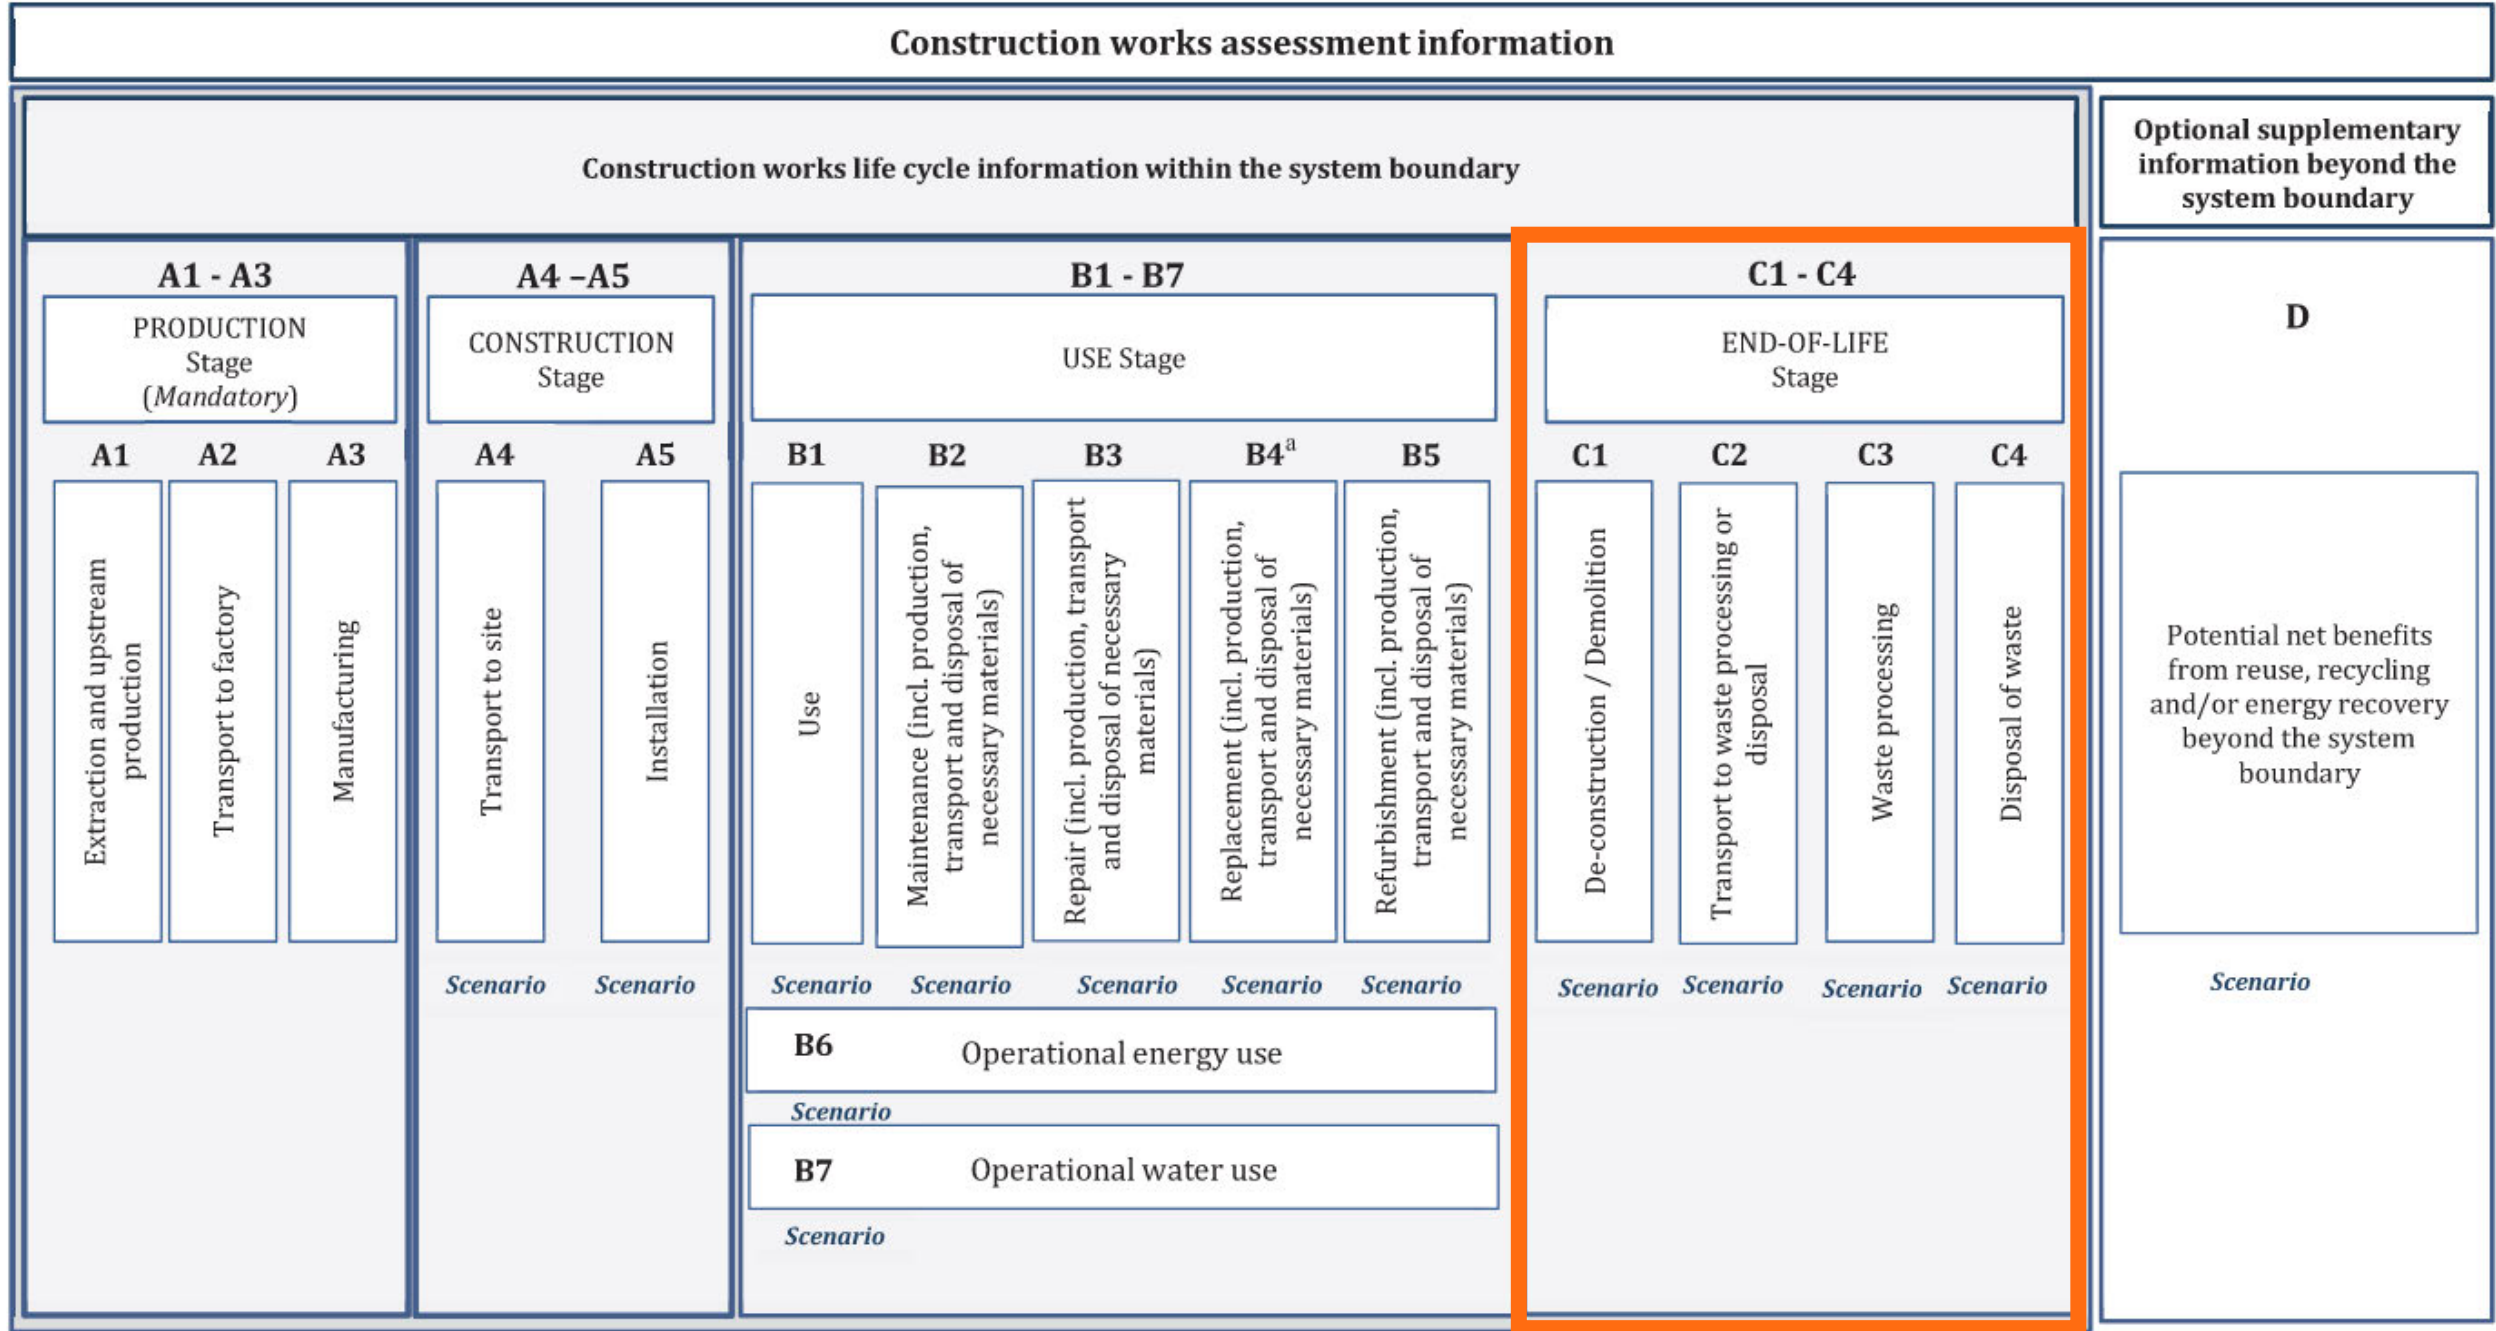 Construction works assessment information
Construction works life cycle information within the system boundary
Optional supplementary
information beyond the
system boundary
A1 - A3
PRODUCTION
Stage
(Mandatory)
A1
A2
A3
Extraction and upstream
production
Transport to factory
Manufacturing
A4 –A5
CONSTRUCTION
Stage
A4
A5
Transport to site
Installation
Scenario
Scenario
B1 - B7
USE Stage
B1
B2
B3
B4ª
B5
Use
Maintenance (incl. production,
transport and disposal of
necessary materials)
Repair (incl. production, transport
and disposal of necessary
materials)
Replacement (incl. production,
transport and disposal of
necessary materials)
Refurbishment (incl. production,
transport and disposal of
necessary materials)
Scenario
Scenario
Scenario
Scenario
Scenario
B6
Operational energy use
Scenario
B7
Operational water use
Scenario
C1 - C4
END-OF-LIFE
Stage
C1
C2
C3
C4
De-construction / Demolition
Transport to waste processing or
disposal
Waste processing
Disposal of waste
Scenario
Scenario
Scenario
Scenario
D
Potential net benefits
from reuse, recycling
and/or energy recovery
beyond the system
boundary
Scenario